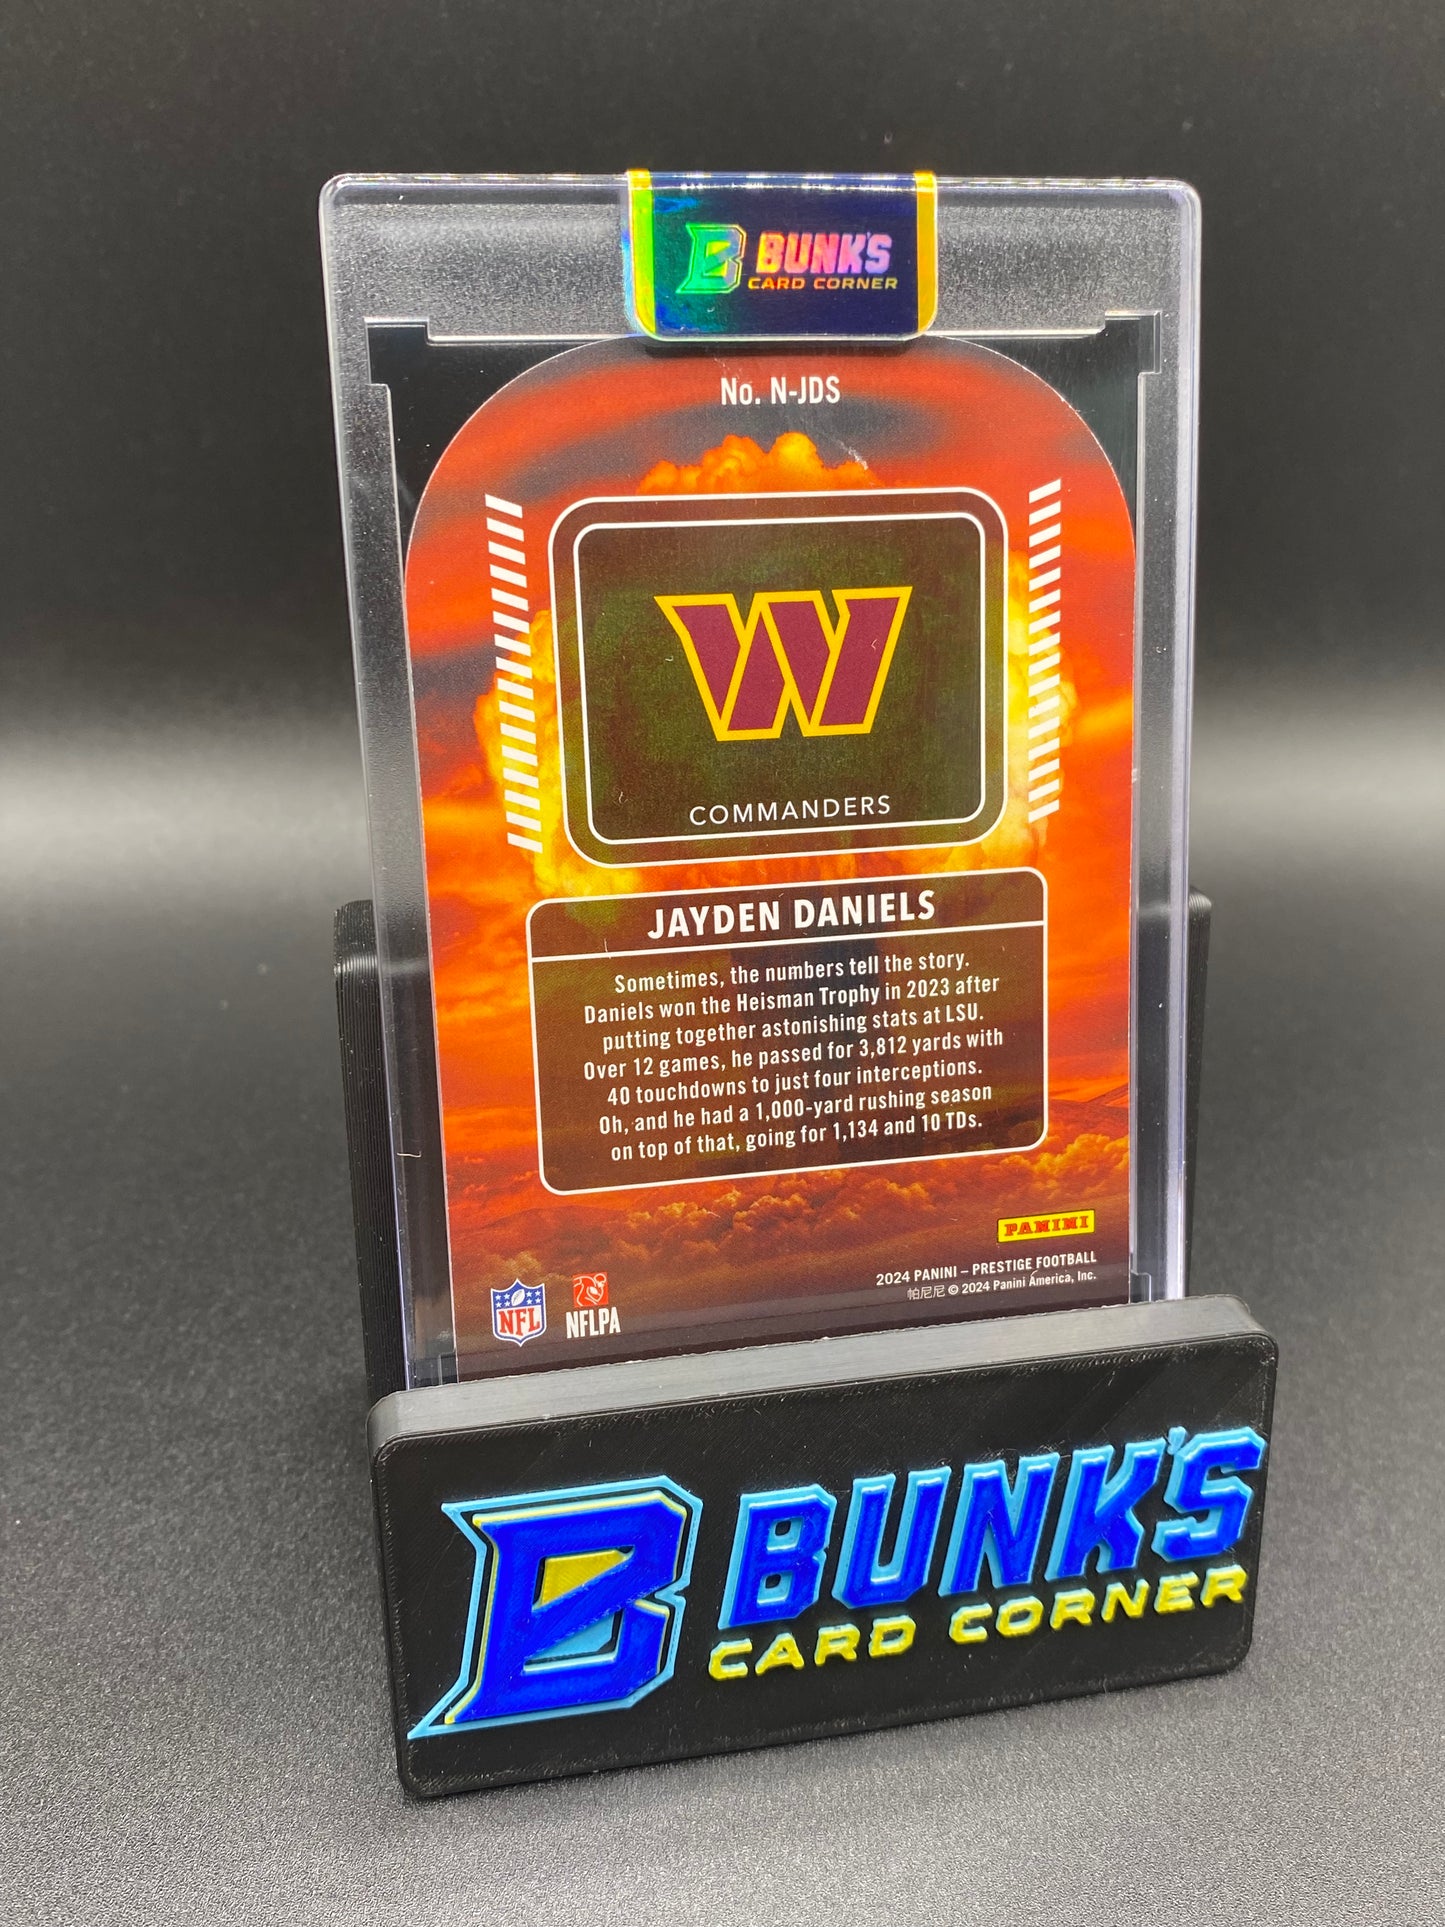 B BUNK'S
CARD CORNER
No. N-JDS
W
COMMANDERS
JAYDEN DANIELS
Sometimes, the numbers tell the story.
Daniels won the Heisman Trophy in 2023 after
putting together astonishing stats at LSU.
Over 12 games, he passed for 3,812 yards with
40 touchdowns to just four interceptions.
Oh, and he had a 1,000-yard rushing season
on top of that, going for 1,134 and 10 TDs.
PANINI
2024 PANINI – PRESTIGE FOOTBALL
帕尼尼 © 2024 Panini America, Inc.
NFL
NFLPA
B BUNK'S
CARD CORNER